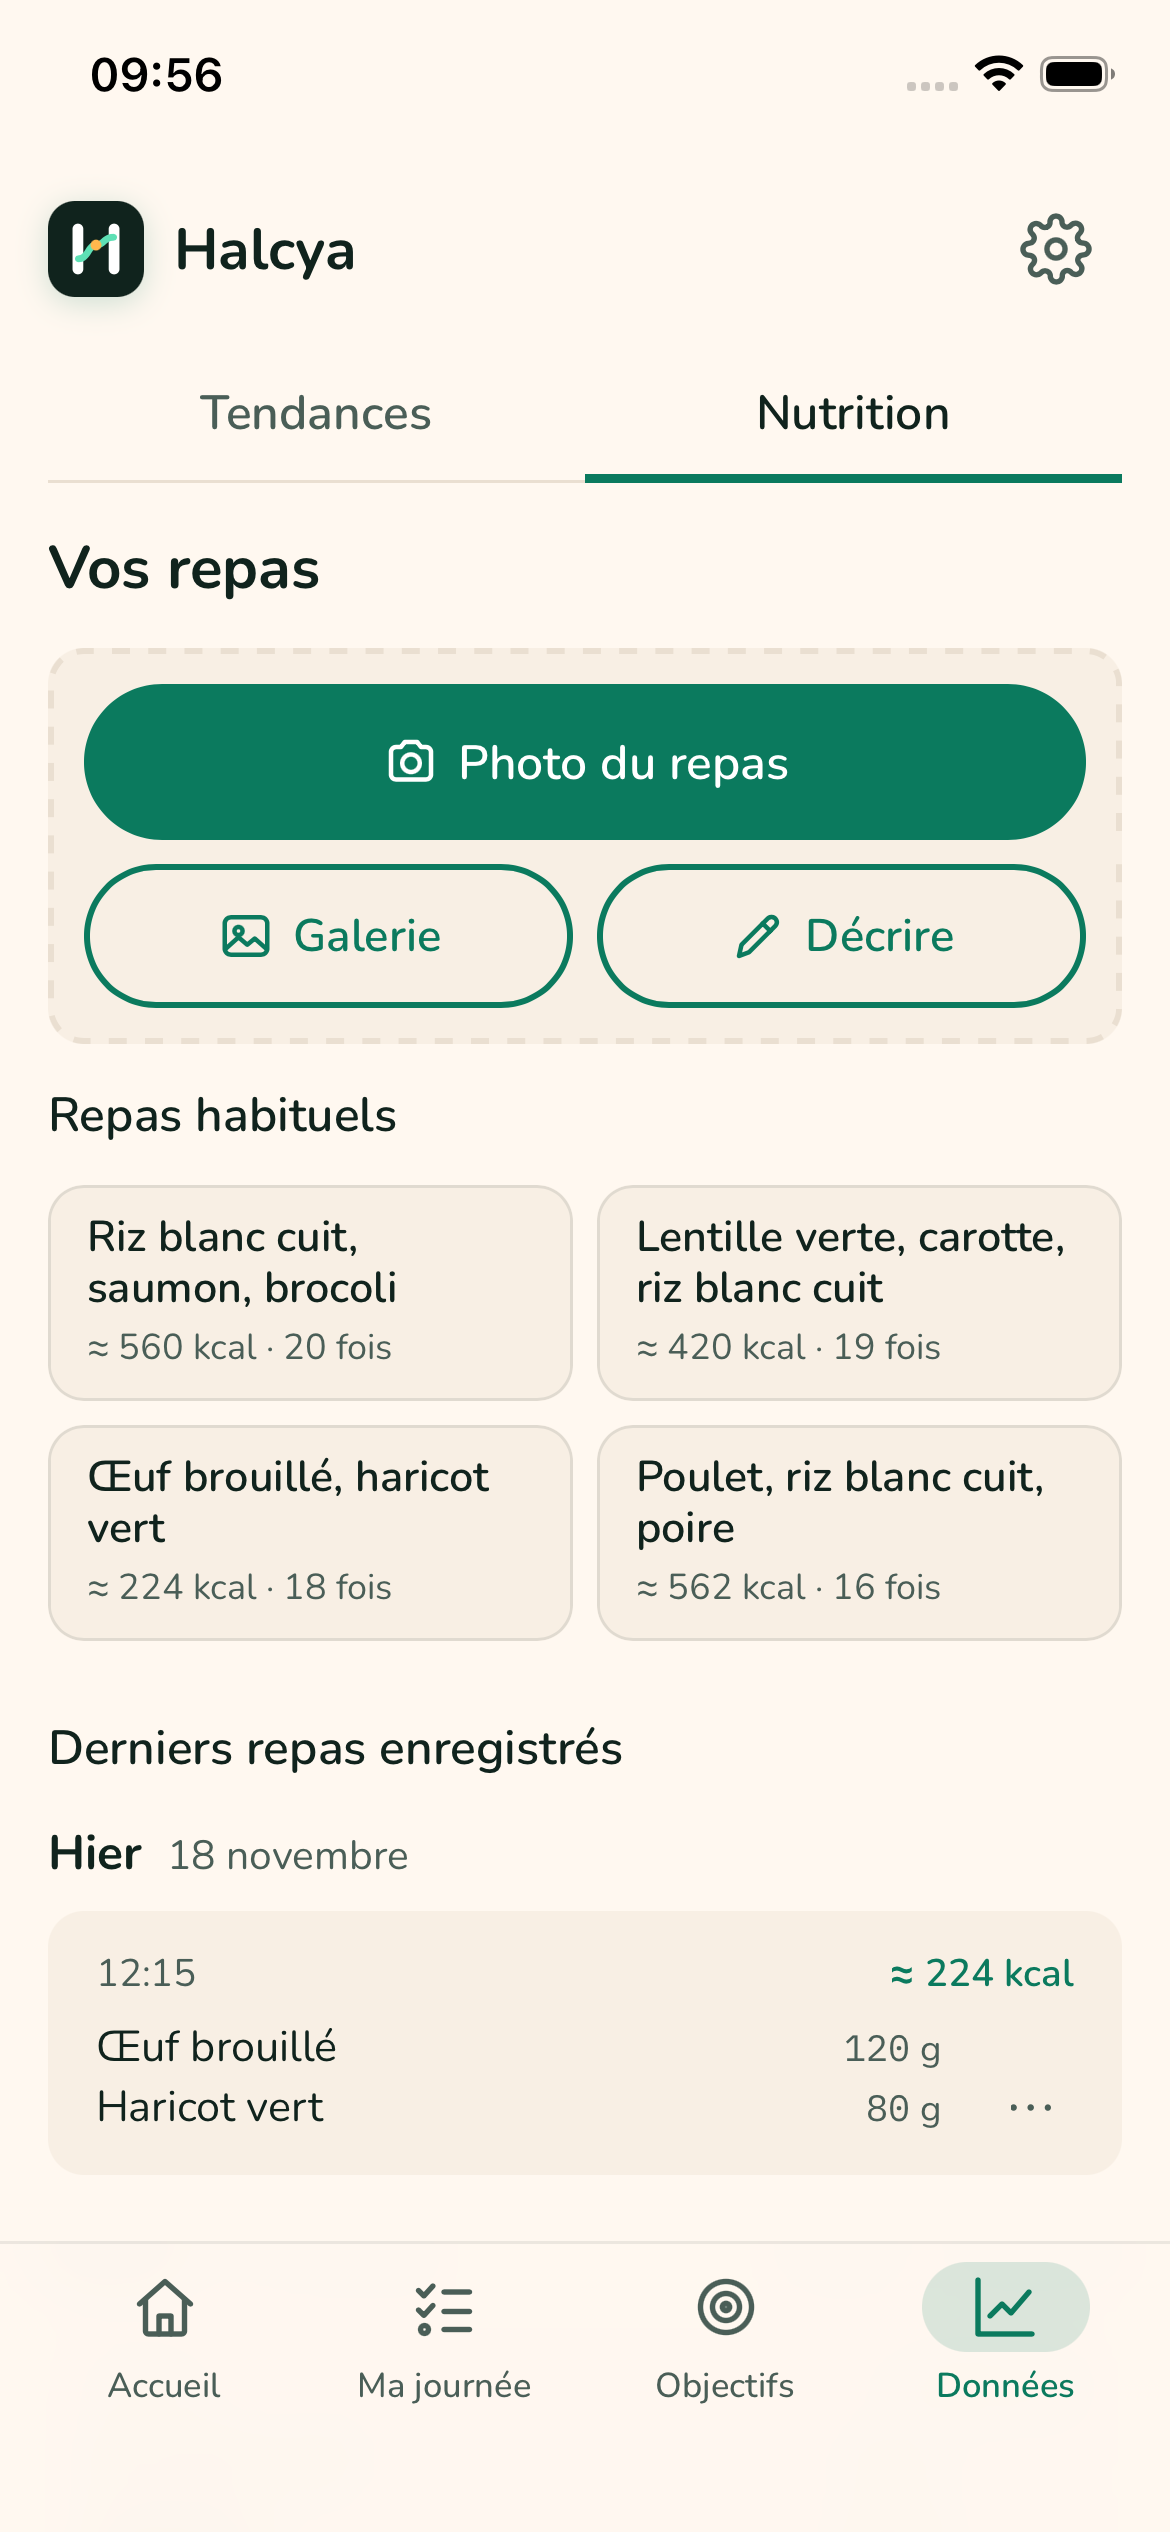 09:56
Halcya
Tendances
Nutrition
Vos repas
Photo du repas
Galerie
Décrire
Repas habituels
Riz blanc cuit,
saumon, brocoli
≈ 560 kcal · 20 fois
Lentille verte, carotte,
riz blanc cuit
≈ 420 kcal · 19 fois
Œuf brouillé, haricot
vert
≈ 224 kcal · 18 fois
Poulet, riz blanc cuit,
poire
≈ 562 kcal · 16 fois
Derniers repas enregistrés
Hier 18 novembre
12:15 ≈ 224 kcal
Œuf brouillé 120 g
Haricot vert 80 g
Accueil
Ma journée
Objectifs
Données